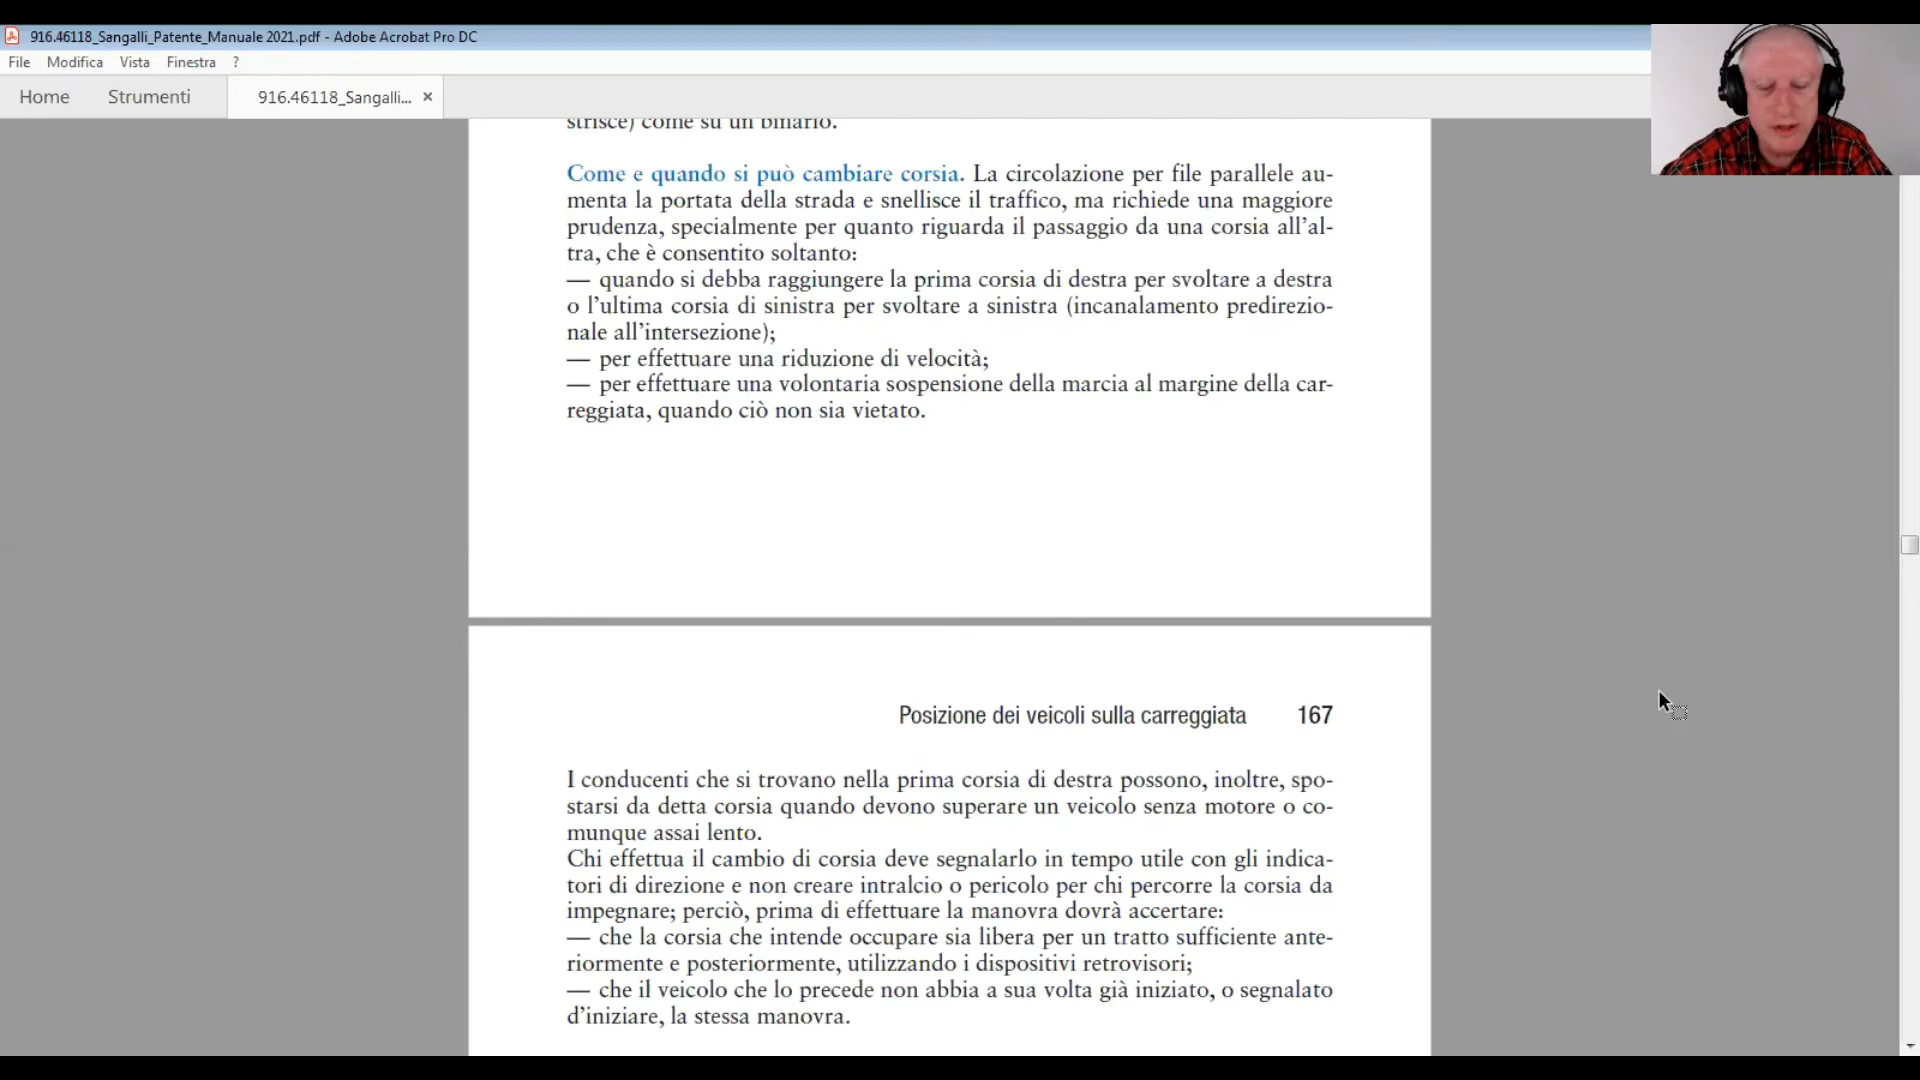 916.46118_Sangalli_Patente_Manuale 2021.pdf - Adobe Acrobat Pro DC
File Modifica Vista Finestra ?
Home Strumenti 916.46118_Sangalli... ×
strisce) come su un binario.
Come e quando si può cambiare corsia. La circolazione per file parallele au-
menta la portata della strada e snellisce il traffico, ma richiede una maggiore
prudenza, specialmente per quanto riguarda il passaggio da una corsia all'al-
tra, che è consentito soltanto:
— quando si debba raggiungere la prima corsia di destra per svoltare a destra
o l'ultima corsia di sinistra per svoltare a sinistra (incanalamento predirezio-
nale all'intersezione);
— per effettuare una riduzione di velocità;
— per effettuare una volontaria sospensione della marcia al margine della car-
reggiata, quando ciò non sia vietato.
Posizione dei veicoli sulla carreggiata 167
I conducenti che si trovano nella prima corsia di destra possono, inoltre, spo-
starsi da detta corsia quando devono superare un veicolo senza motore o co-
munque assai lento.
Chi effettua il cambio di corsia deve segnalarlo in tempo utile con gli indica-
tori di direzione e non creare intralcio o pericolo per chi percorre la corsia da
impegnare; perciò, prima di effettuare la manovra dovrà accertare:
— che la corsia che intende occupare sia libera per un tratto sufficiente ante-
riormente e posteriormente, utilizzando i dispositivi retrovisori;
— che il veicolo che lo precede non abbia a sua volta già iniziato, o segnalato
d'iniziare, la stessa manovra.